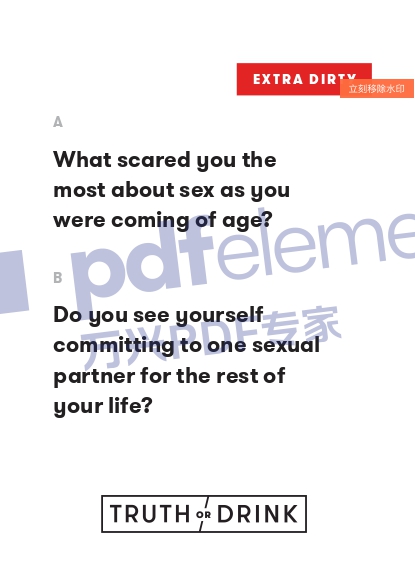 EXTRA DIRTY
立刻移除水印
A
What scared you the
most about sex as you
were coming of age?
pdfeleme
B
Do you see yourself
万兴PDF专家
committing to one sexual
partner for the rest of
your life?
TRUTH OR DRINK